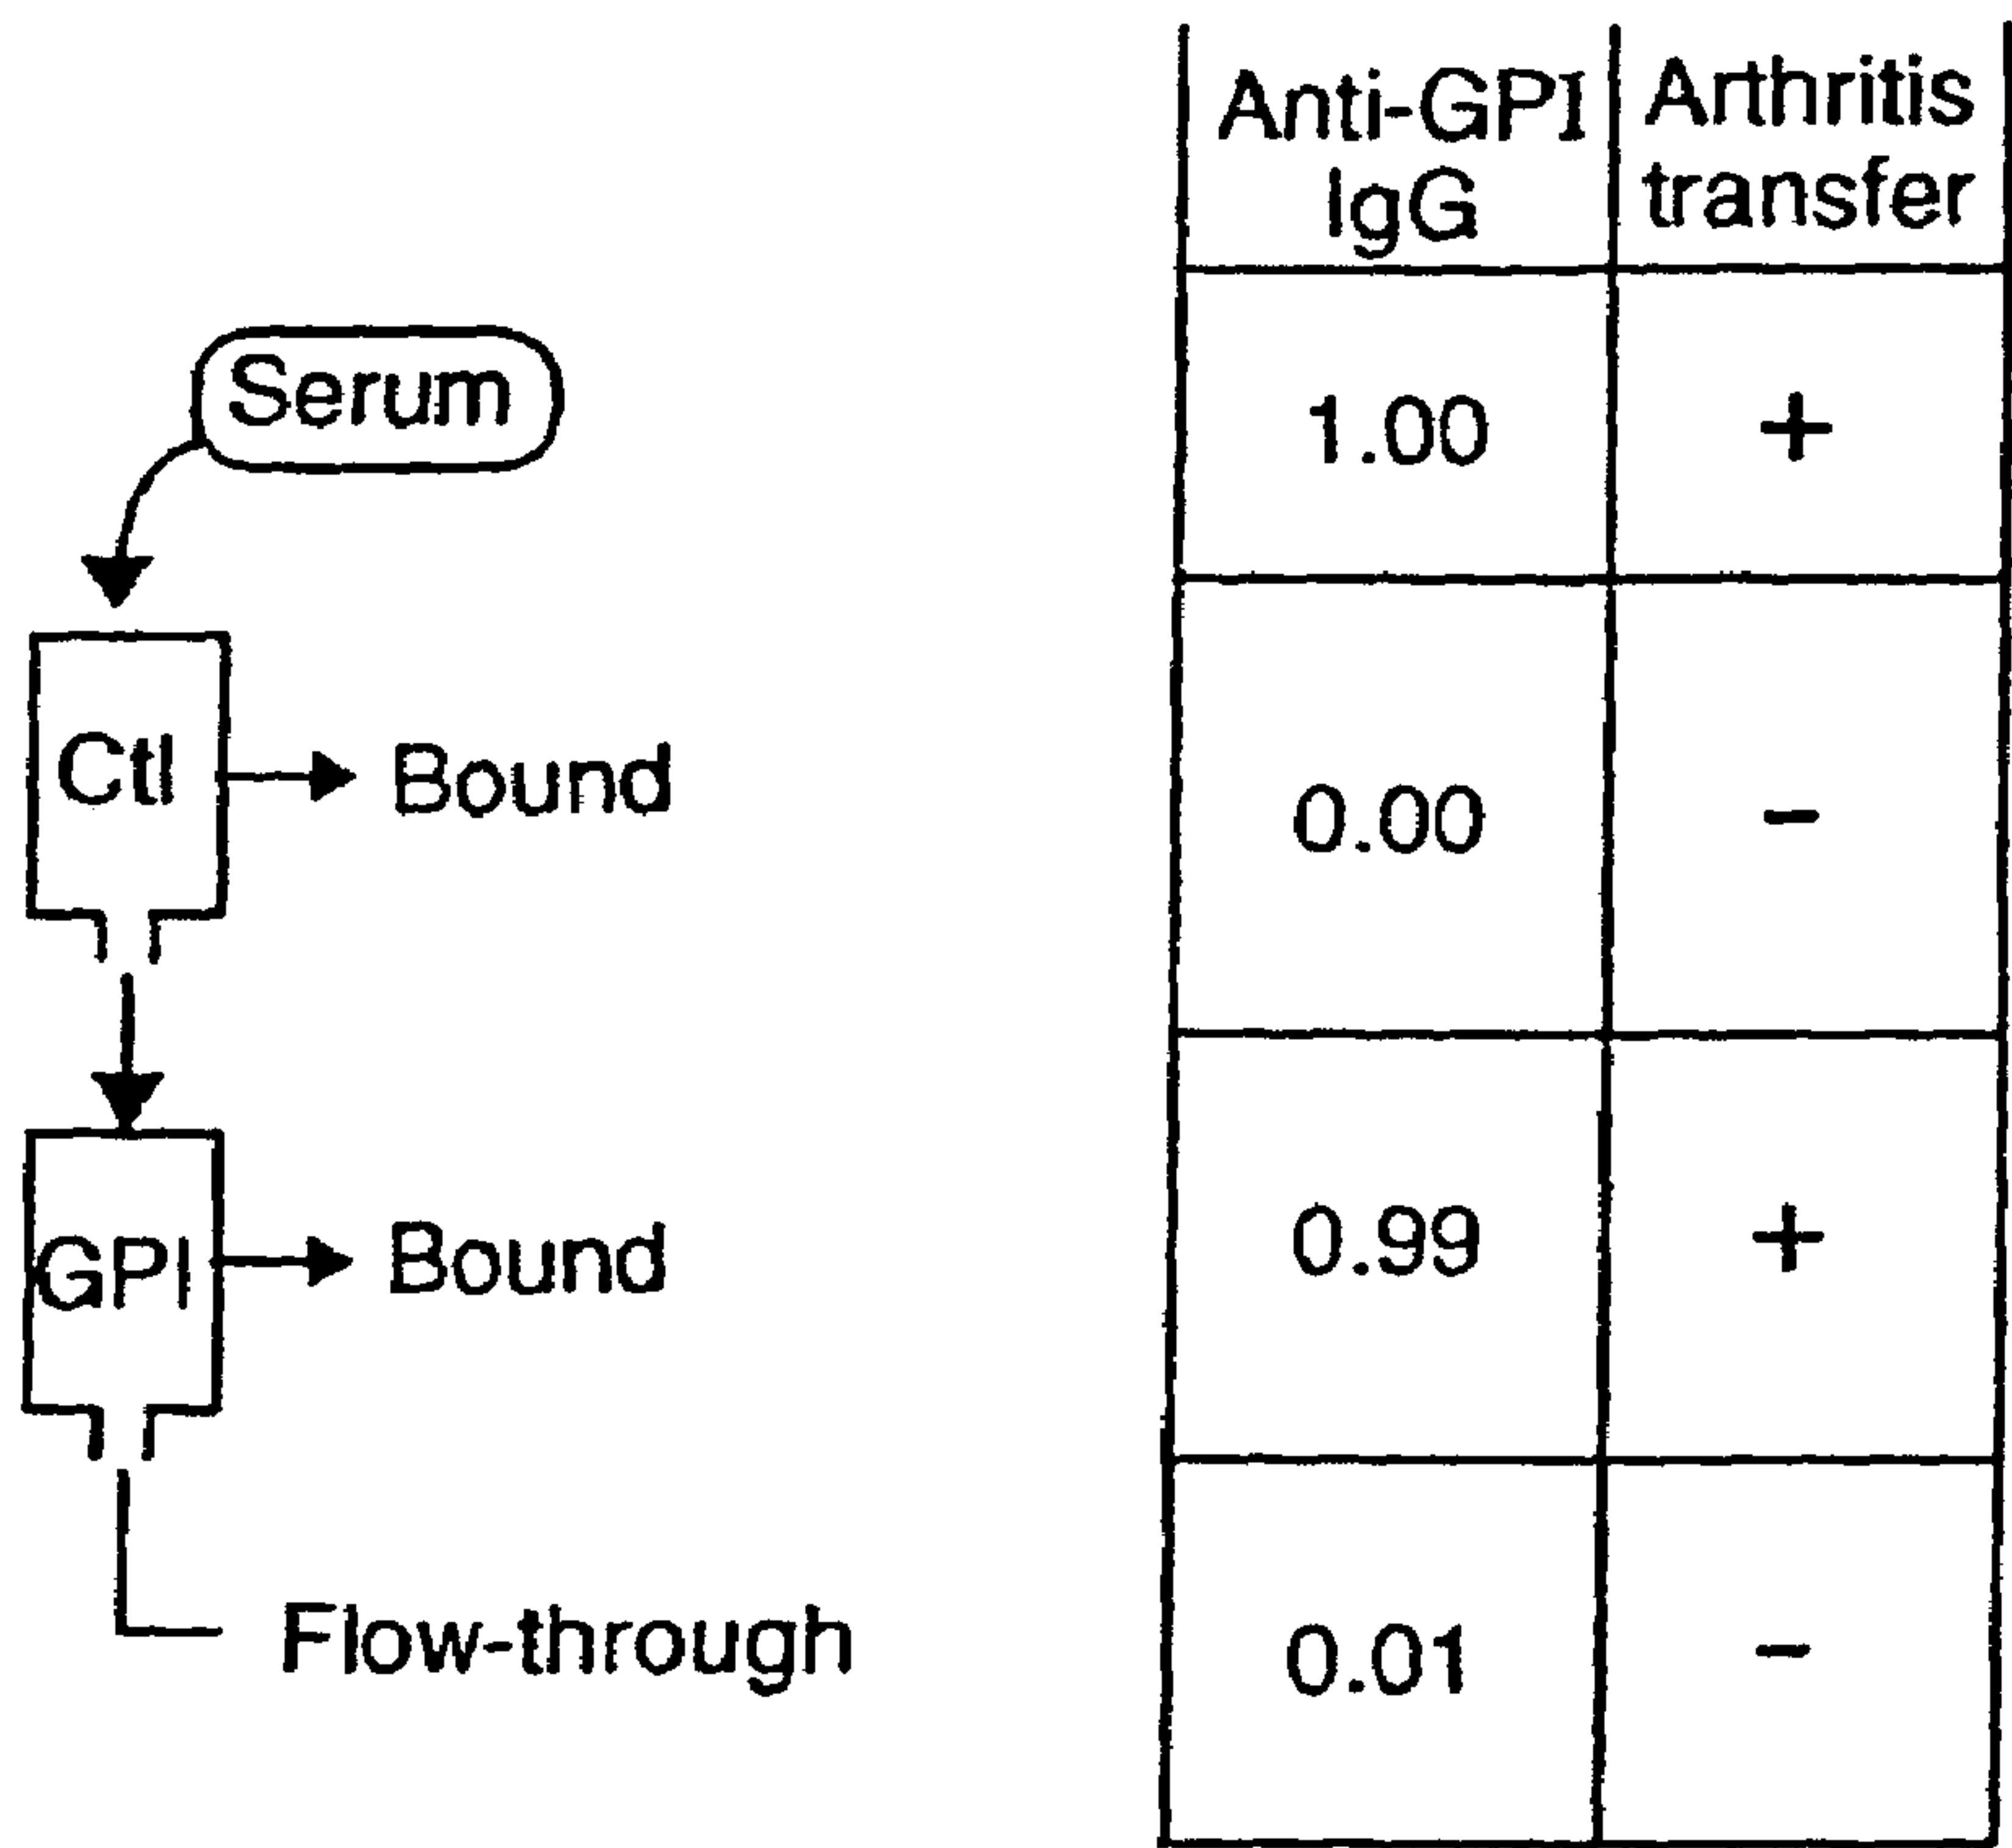 Anti-GPI
IgG
Arthritis
transfer
Serum
1.00
+
Ctl
Bound
0.00
-
GPI
Bound
0.99
+
Flow-through
0.01
-